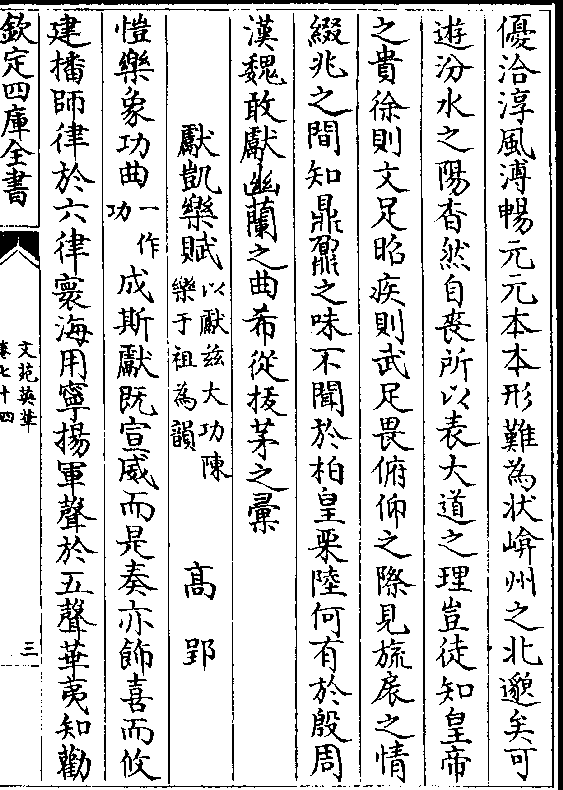 優洽淳風溥暢元元本本形難為狀崤州之北邈矣可
遊汾水之陽杳然自䘮所以表大道之理豈徒知皇帝
之貴徐則文足昭疾則武足畏俯仰之際見旒扆之情
綴兆之間知鼎鼐之味不聞於柏皇栗陸何有於殷周
漢魏敢獻幽蘭之曲希從拔茅之彚
獻凱樂賦以獻兹大功陳樂于祖為韻 高郢
愷樂象功曲一作功成斯獻既宣威而是奏亦飾喜而攸
建播師律於六律寰海用寧揚軍聲於五聲華夷知勸
欽定四庫全書
文苑英華
卷七十四
三